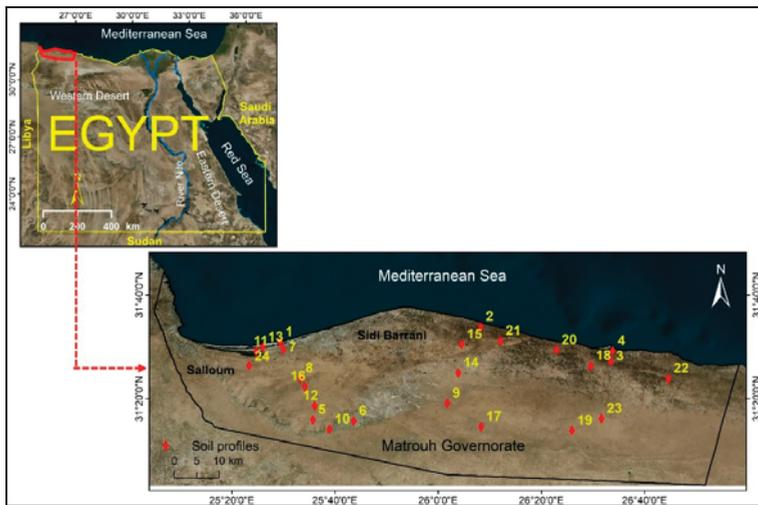 27°0'0"E 30°0'0"E 33°0'0"E 36°0'0"E
Mediterranean Sea
30°0'0"N
27°0'0"N
24°0'0"N
Western Desert
Libya
EGYPT
Saudi
Arabia
River Nile
Eastern Desert
Red Sea
N
0 200 400 km
Sudan
Mediterranean Sea
N
31°40'0"N
31°20'0"N
Sidi Barrani
Salloum
1
2
3
4
5
6
7
8
9
10
11
12
13
14
15
16
17
18
19
20
21
22
23
24
Matrouh Governorate
Soil profiles
0 5 10 km
25°20'0"E 25°40'0"E 26°0'0"E 26°20'0"E 26°40'0"E